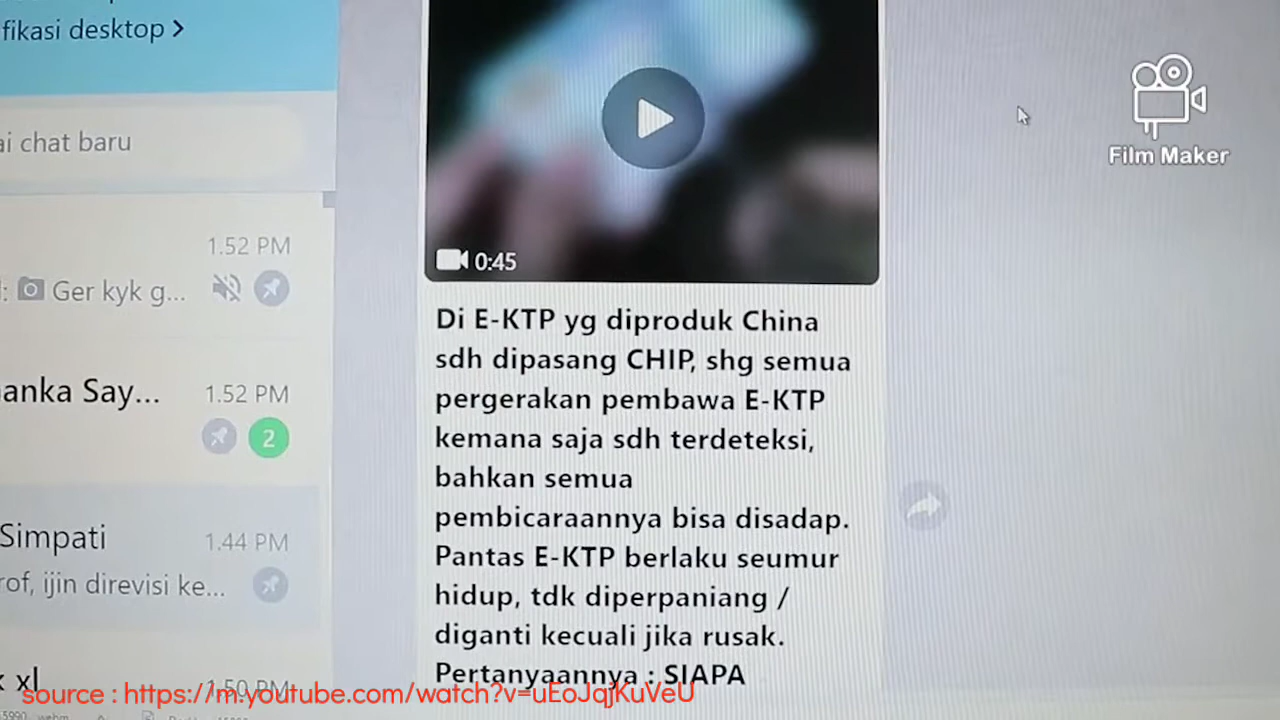 fikasi desktop >
ai chat baru
1.52 PM
Ger kyk g...
anka Say...
1.52 PM
2
Simpati
1.44 PM
rof, ijin direvisi ke...
xl
1:50 PM
0:45
Di E-KTP yg diproduk China
sdh dipasang CHIP, shg semua
pergerakan pembawa E-KTP
kemana saja sdh terdeteksi,
bahkan semua
pembicaraannya bisa disadap.
Pantas E-KTP berlaku seumur
hidup, tdk diperpaniang /
diganti kecuali jika rusak.
Pertanyaannya : SIAPA
Film Maker
source : https://m.youtube.com/watch?v=uEoJqjKuVeU